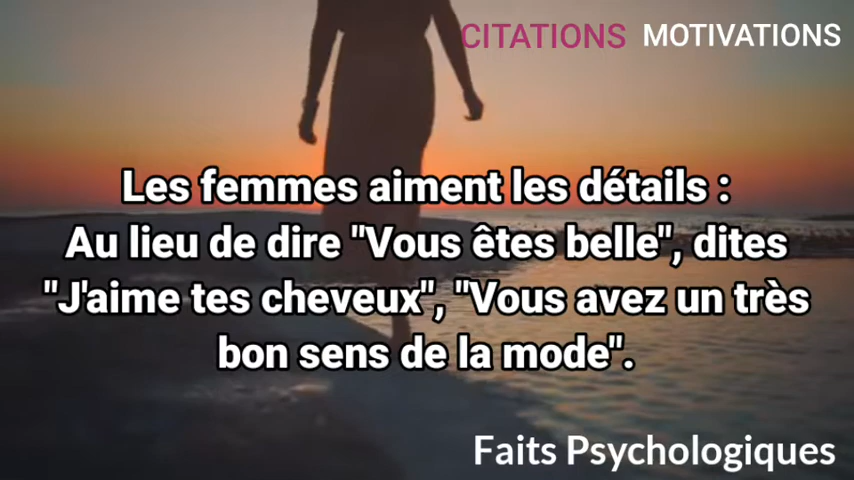 CITATIONS MOTIVATIONS
Les femmes aiment les détails :
Au lieu de dire "Vous êtes belle", dites
"J'aime tes cheveux", "Vous avez un très
bon sens de la mode".
Faits Psychologiques